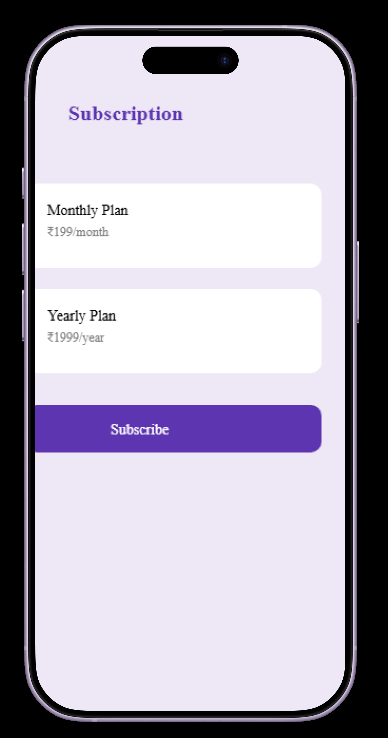 Subscription
Monthly Plan
₹199/month
Yearly Plan
₹1999/year
Subscribe